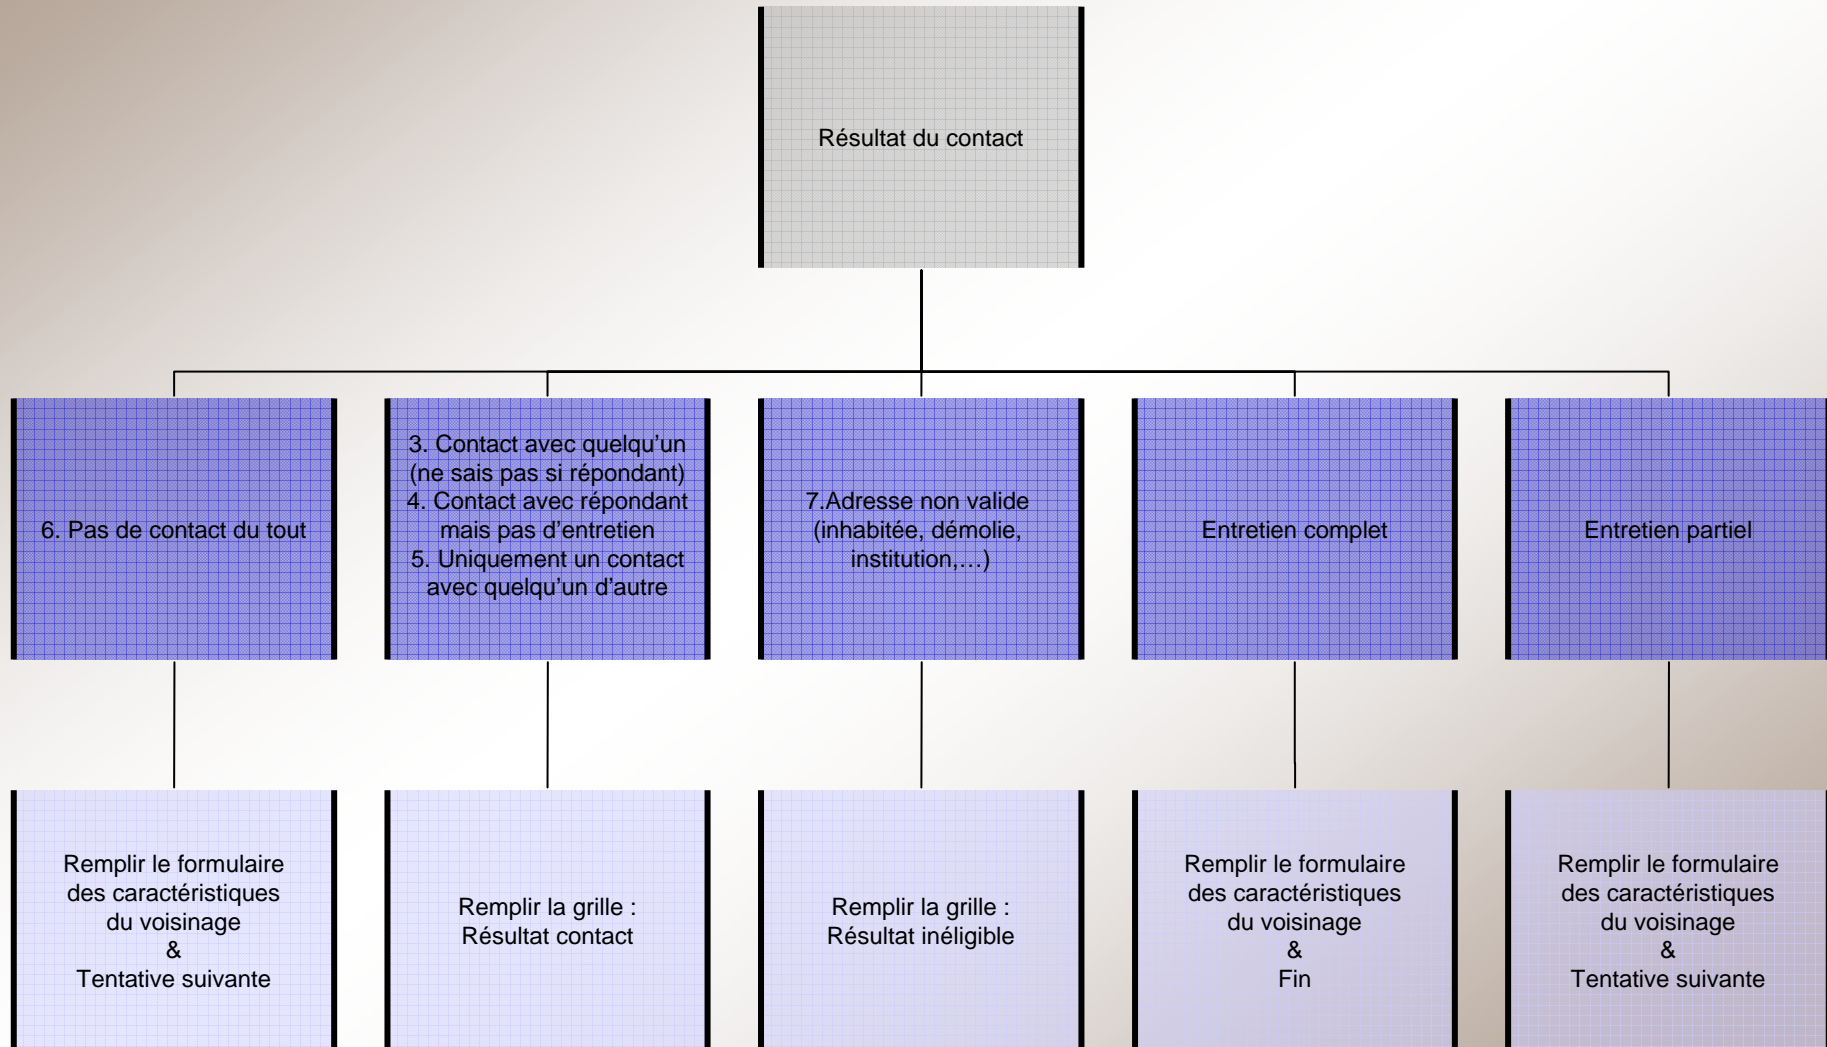 Résultat du contact
6. Pas de contact du tout
3. Contact avec quelqu’un
(ne sais pas si répondant)
4. Contact avec répondant
mais pas d’entretien
5. Uniquement un contact
avec quelqu’un d’autre
7.Adresse non valide
(inhabitée, démolie,
institution,…)
Entretien complet
Entretien partiel
Remplir le formulaire
des caractéristiques
du voisinage
&
Tentative suivante
Remplir la grille :
Résultat contact
Remplir la grille :
Résultat inéligible
Remplir le formulaire
des caractéristiques
du voisinage
&
Fin
Remplir le formulaire
des caractéristiques
du voisinage
&
Tentative suivante